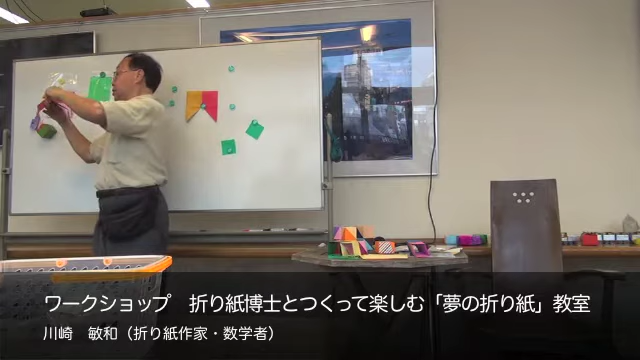 ワークショップ　折り紙博士とつくって楽しむ「夢の折り紙」教室
川崎　敏和（折り紙作家・数学者）